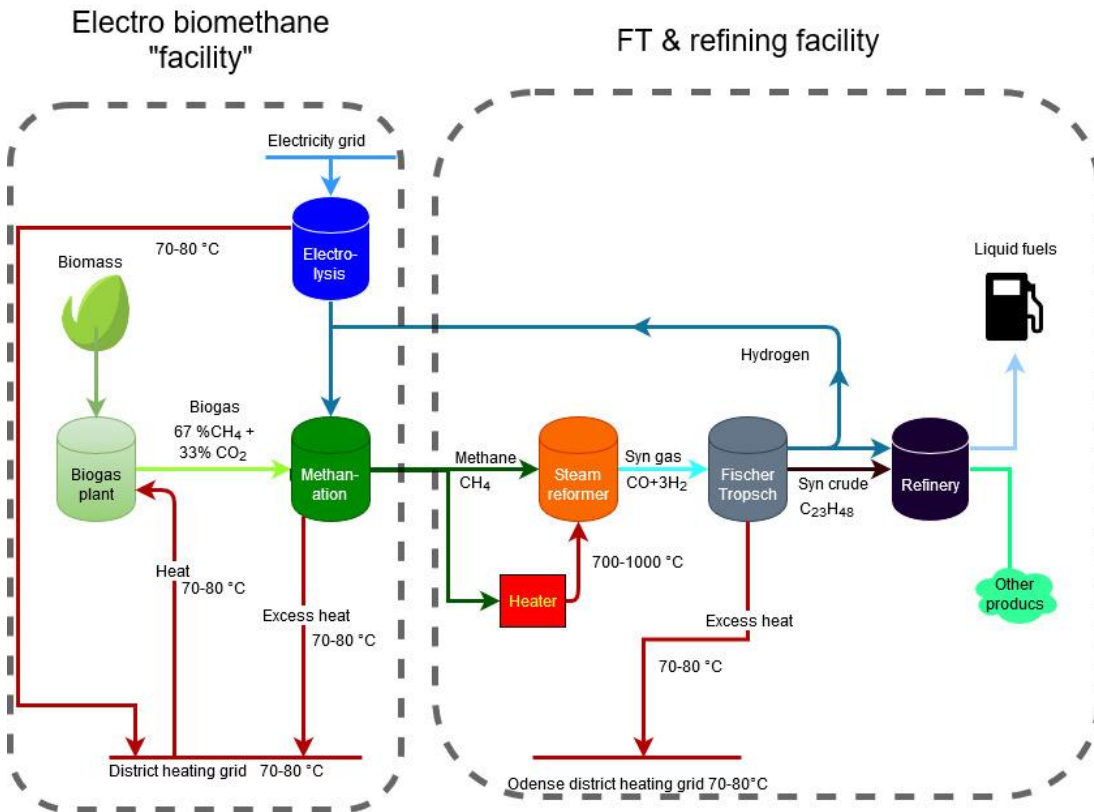 Electro biomethane
"facility"
FT & refining facility
Electricity grid
70-80 °C
Electro-
lysis
Biomass
Liquid fuels
Hydrogen
Biogas
67 %CH₄ +
33% CO₂
Biogas
plant
Methan-
ation
Methane
CH₄
Steam
reformer
Syn gas
CO+3H₂
Fischer
Tropsch
Syn crude
C₂₃H₄₈
Refinery
Heat
70-80 °C
Excess heat
70-80 °C
Heater
700-1000 °C
Excess heat
70-80 °C
Other
producs
District heating grid 70-80 °C
Odense district heating grid 70-80°C